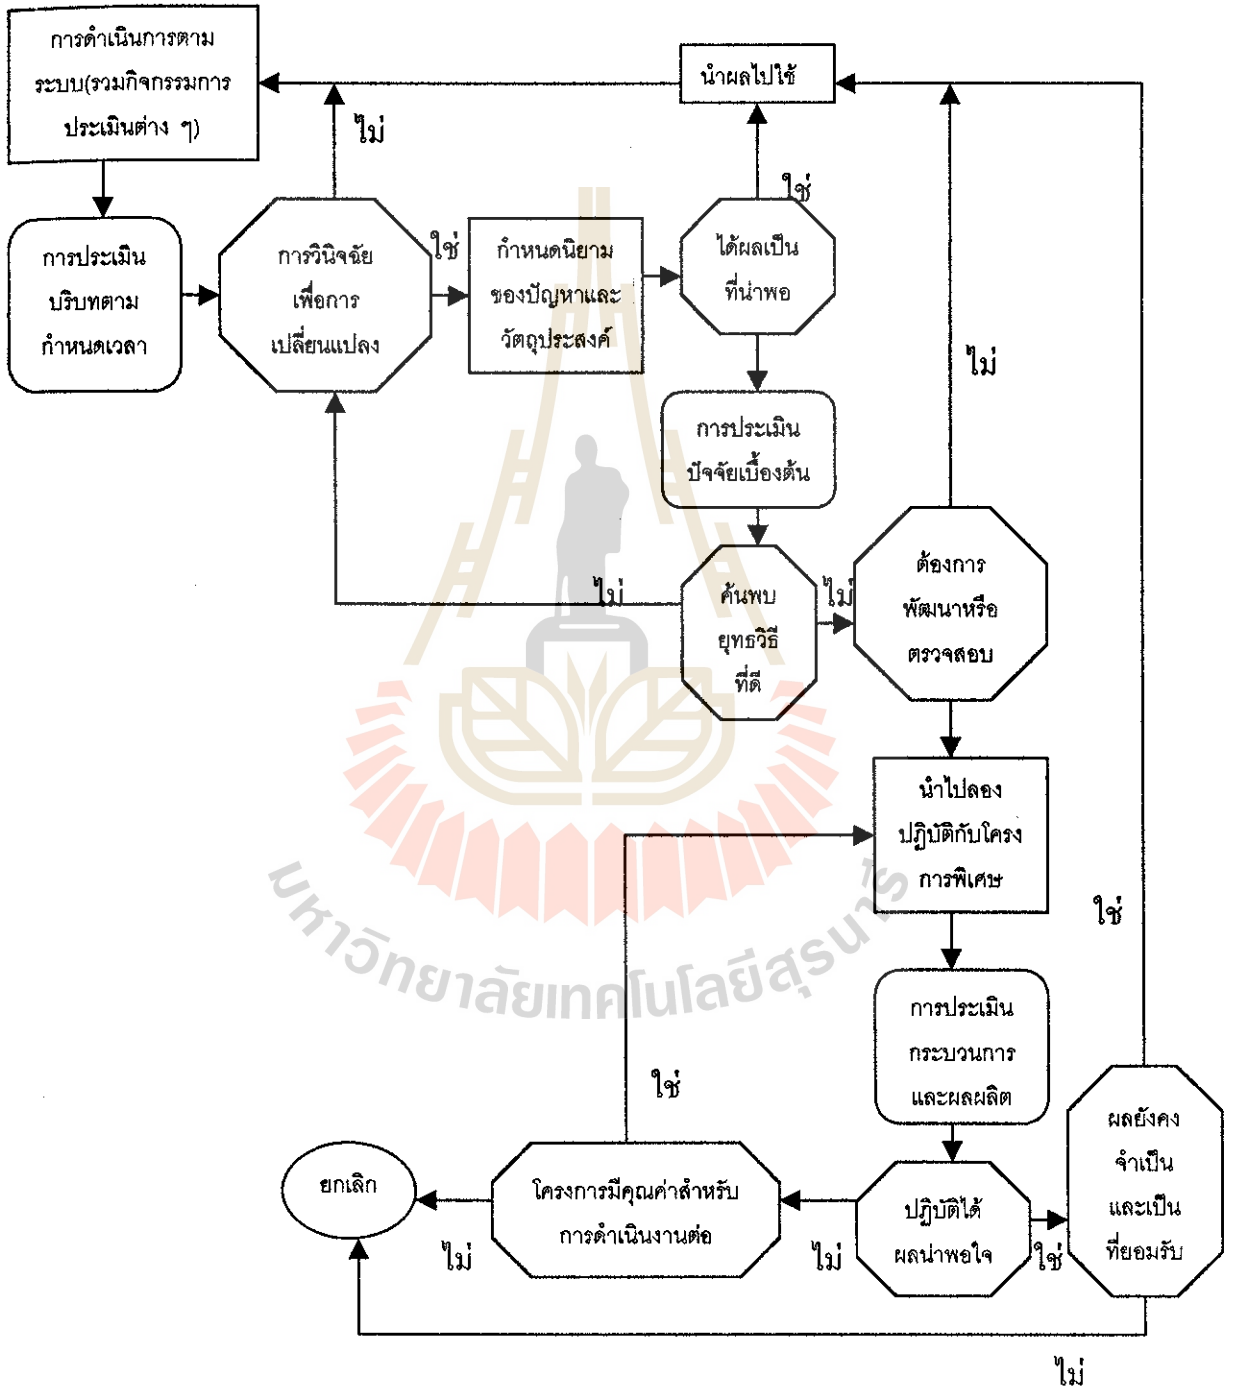 การดำเนินการตาม
ระบบ(รวมกิจกรรมการ
ประเมินต่าง ๆ)
นำผลไปใช้
ไม่
ใช่
การประเมิน
บริบทตาม
กำหนดเวลา
การวินิจฉัย
เพื่อการ
เปลี่ยนแปลง
ใช่
กำหนดนิยาม
ของปัญหาและ
วัตถุประสงค์
ได้ผลเป็น
ที่น่าพอ
ไม่
การประเมิน
ปัจจัยเบื้องต้น
ไม่
ค้นพบ
ยุทธวิธี
ที่ดี
ไม่
ต้องการ
พัฒนาหรือ
ตรวจสอบ
นำไปลอง
ปฏิบัติกับโครง
การพิเศษ
ใช่
มหาวิทยาลัยเทคโนโลยีสุรนารี
การประเมิน
กระบวนการ
และผลผลิต
ใช่
ผลยังคง
จำเป็น
และเป็น
ที่ยอมรับ
ยกเลิก
ไม่
โครงการมีคุณค่าสำหรับ
การดำเนินงานต่อ
ไม่
ปฏิบัติได้
ผลน่าพอใจ
ใช่
ไม่